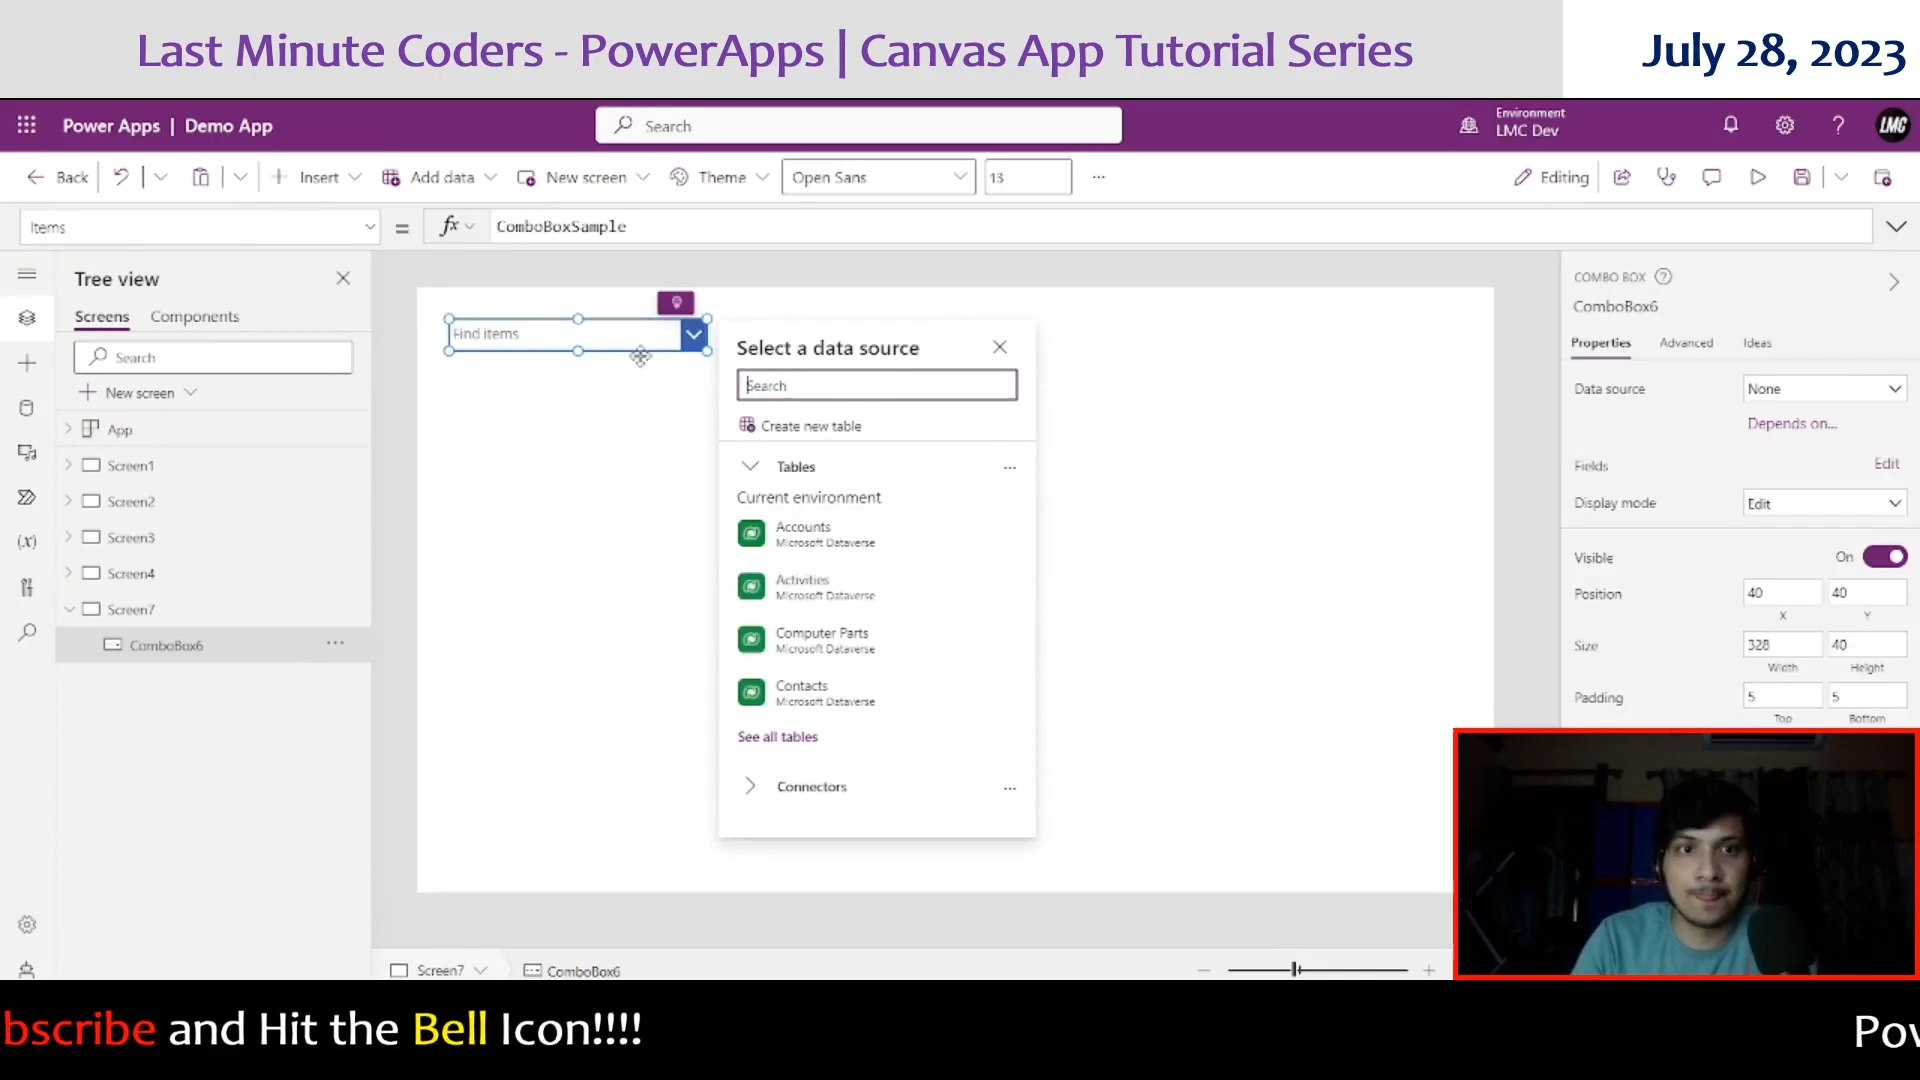 Last Minute Coders - PowerApps | Canvas App Tutorial Series
July 28, 2023
Power Apps | Demo App
Search
Environment
LMC Dev
LMC
Back
Insert
Add data
New screen
Theme
Open Sans
13
Editing
Items
=
fx
ComboBoxSample
Tree view
Screens
Components
Search
New screen
App
Screen1
Screen2
Screen3
Screen4
Screen7
ComboBox6
Find items
Select a data source
Search
Create new table
Tables
Current environment
Accounts
Microsoft Dataverse
Activities
Microsoft Dataverse
Computer Parts
Microsoft Dataverse
Contacts
Microsoft Dataverse
See all tables
Connectors
COMBO BOX
ComboBox6
Properties
Advanced
Ideas
Data source
None
Depends on...
Fields
Edit
Display mode
Edit
Visible
On
Position
40
40
X
Y
Size
328
40
Width
Height
Padding
5
5
Top
Bottom
Screen7
ComboBox6
bscribe and Hit the Bell Icon!!!!
Pow